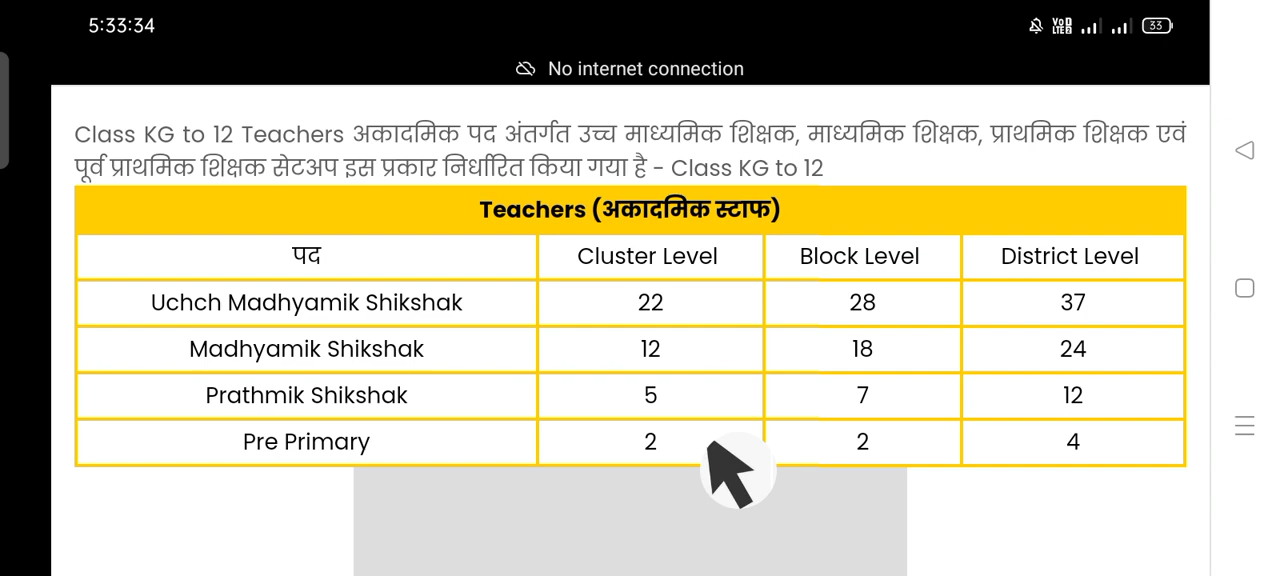 5:33:34
VoD LTE2 33
No internet connection
Class KG to 12 Teachers अकादमिक पद अंतर्गत उच्च माध्यमिक शिक्षक, माध्यमिक शिक्षक, प्राथमिक शिक्षक एवं
पूर्व प्राथमिक शिक्षक सेटअप इस प्रकार निर्धारित किया गया है - Class KG to 12
Teachers (अकादमिक स्टाफ)
पद Cluster Level Block Level District Level
Uchch Madhyamik Shikshak 22 28 37
Madhyamik Shikshak 12 18 24
Prathmik Shikshak 5 7 12
Pre Primary 2 2 4